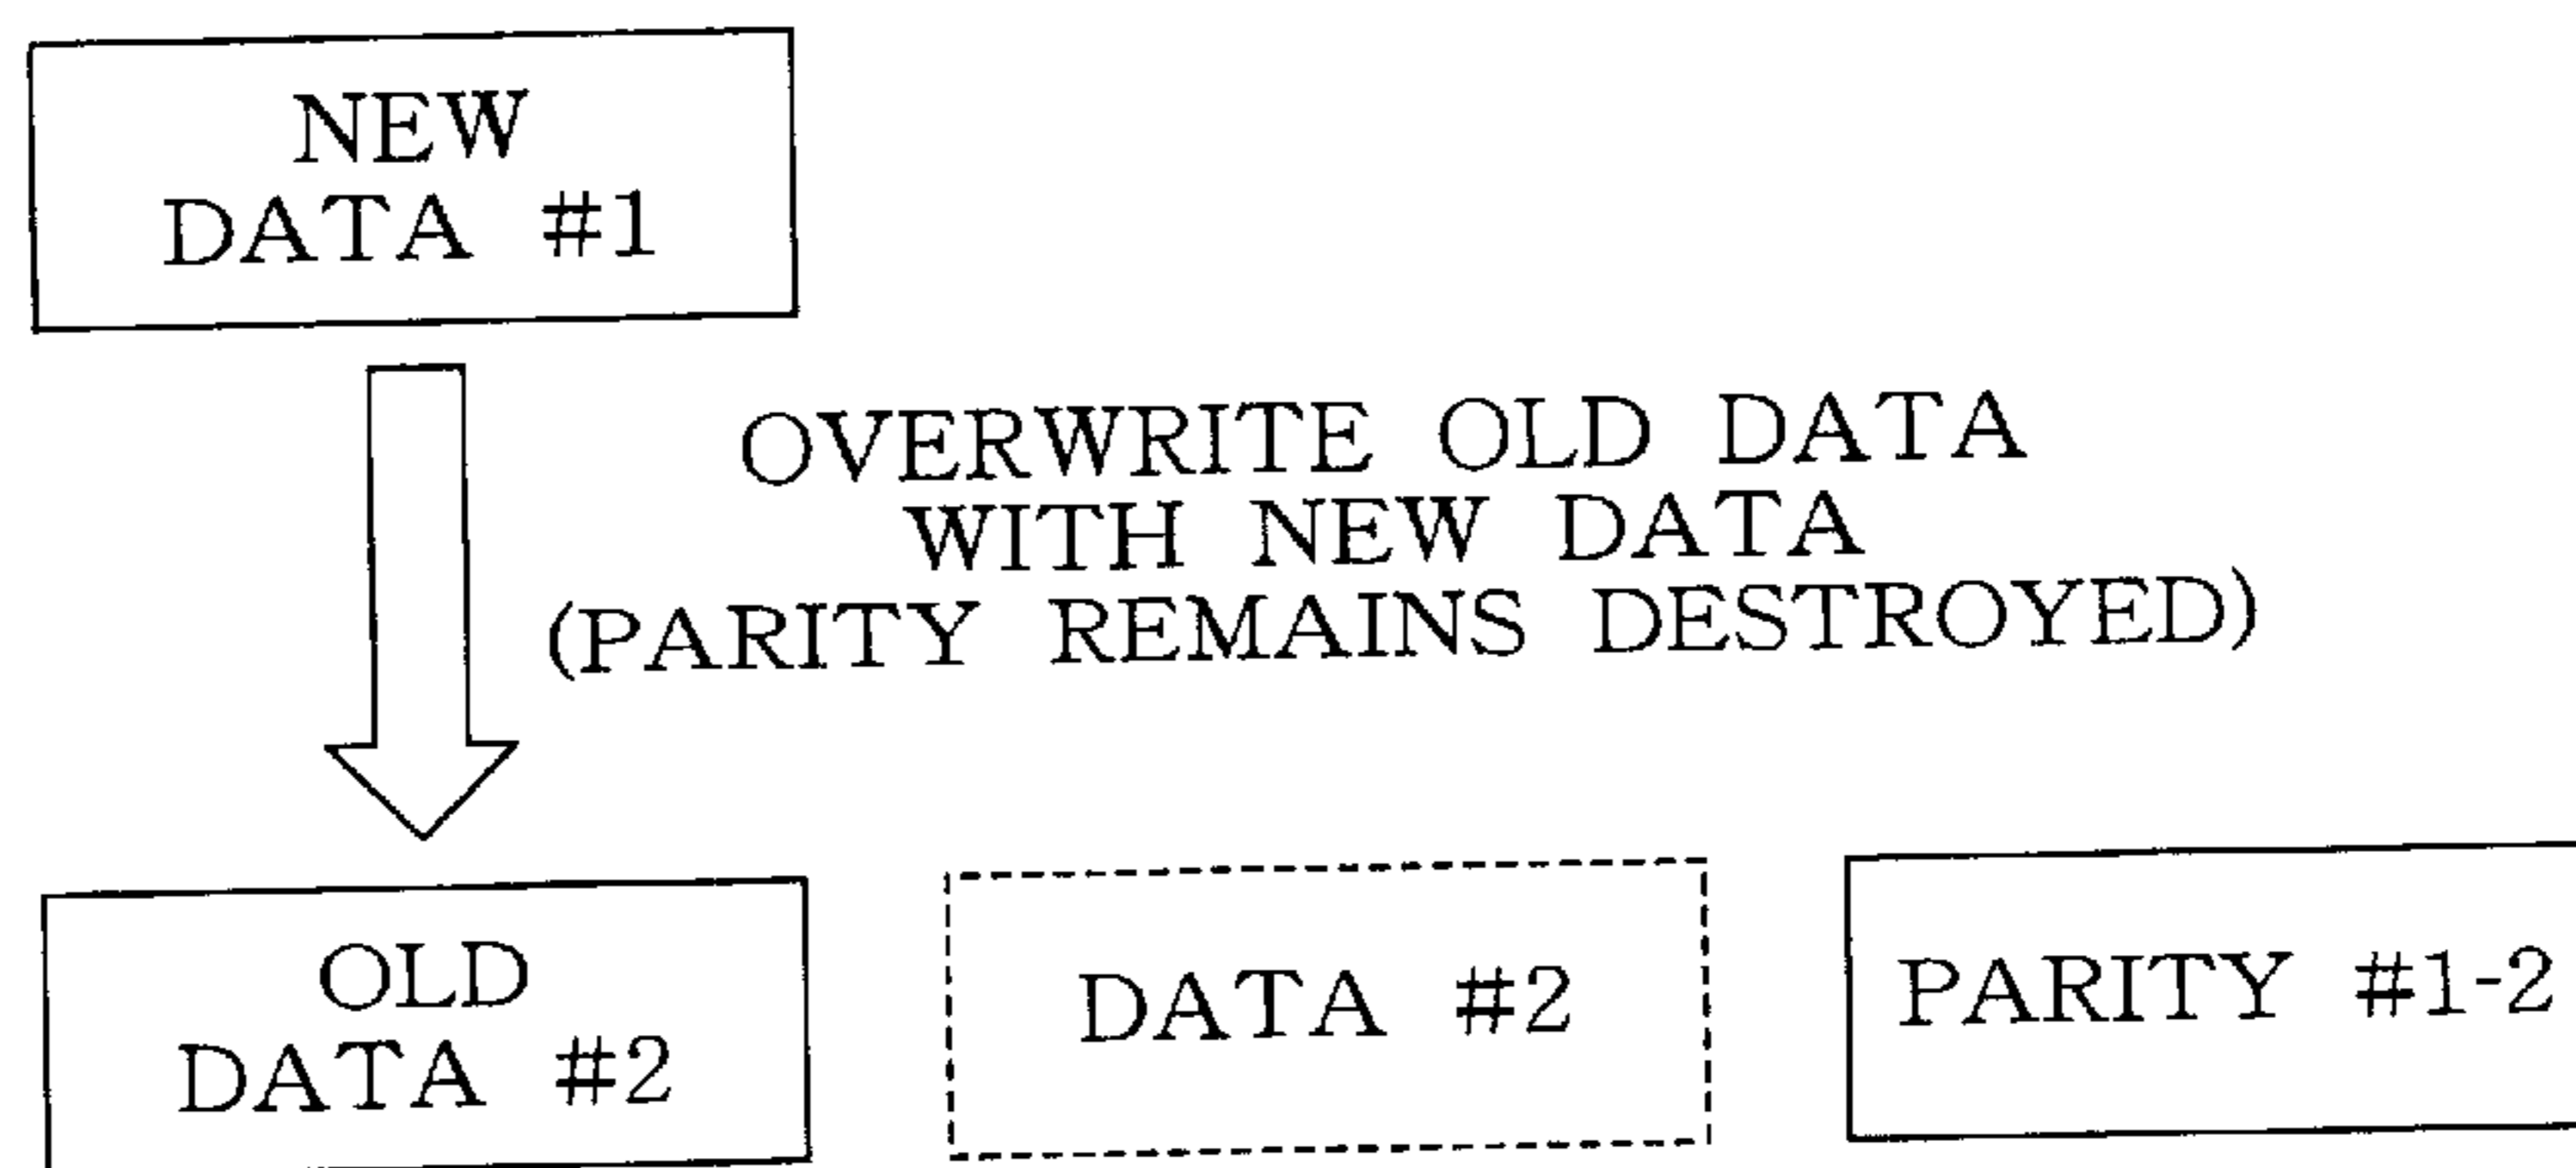 NEW
DATA #1
OVERWRITE OLD DATA
WITH NEW DATA
(PARITY REMAINS DESTROYED)
OLD
DATA #2
DATA #2
PARITY #1-2